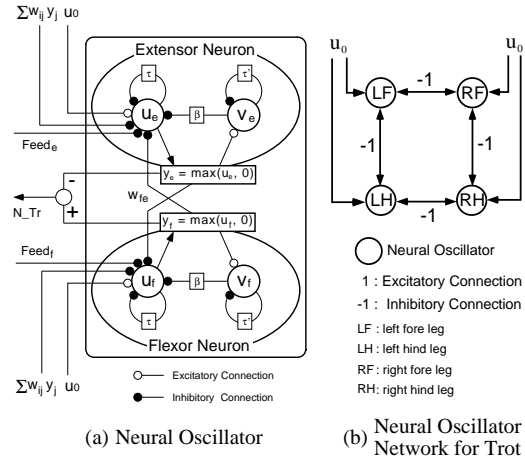 Σw_ij y_j u_0
Extensor Neuron
τ
τ'
u_e
β
v_e
Feed_e
y_e = max(u_e, 0)
-
+
N_Tr
w_fe
y_f = max(u_f, 0)
Feed_f
u_f
β
v_f
τ
τ'
Flexor Neuron
Σw_ij y_j u_0
Excitatory Connection
Inhibitory Connection
(a) Neural Oscillator
u_0 u_0
LF -1 RF
-1 -1
LH -1 RH
Neural Oscillator
1 : Excitatory Connection
-1 : Inhibitory Connection
LF : left fore leg
LH : left hind leg
RF : right fore leg
RH : right hind leg
(b) Neural Oscillator
Network for Trot